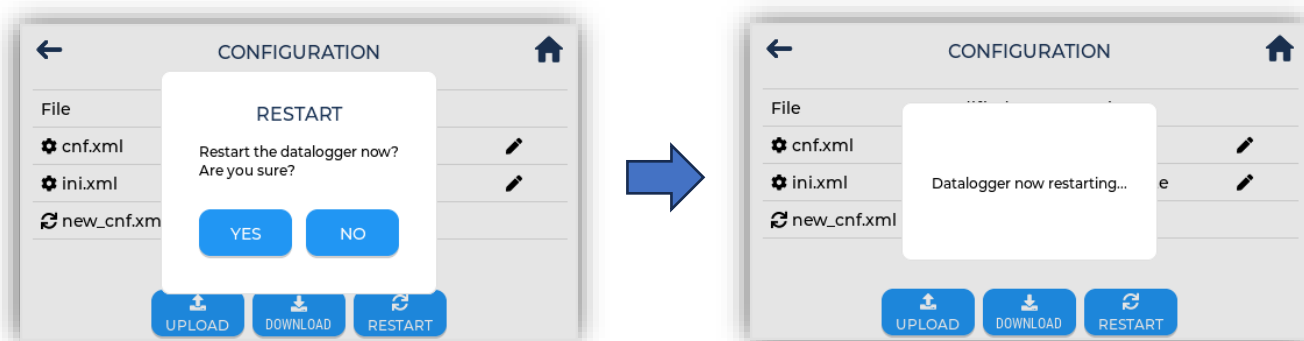 CONFIGURATION
File
RESTART
cnf.xml
Restart the datalogger now?
Are you sure?
ini.xml
new_cnf.xm
YES NO
UPLOAD DOWNLOAD RESTART
CONFIGURATION
File
cnf.xml
ini.xml
Datalogger now restarting...
e
new_cnf.xml
UPLOAD DOWNLOAD RESTART